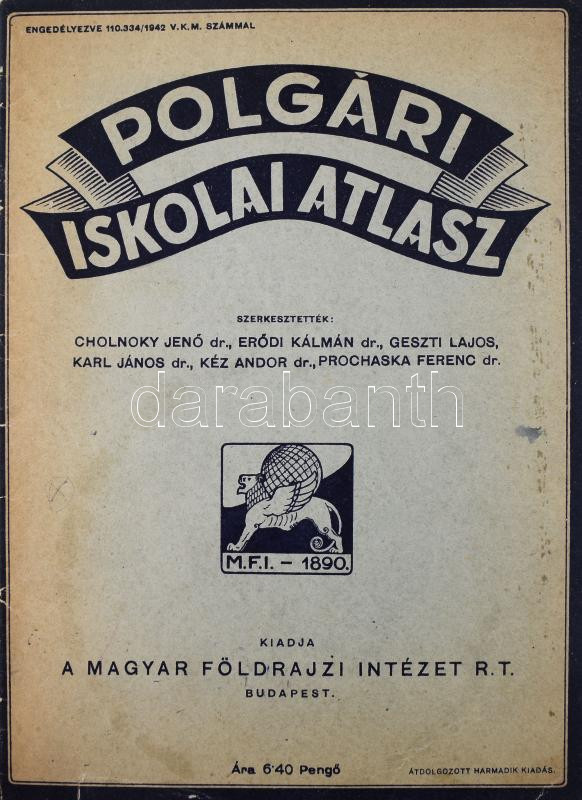 ENGEDÉLYEZVE 110.334/1942 V.K.M. SZÁMMAL
POLGÁRI
ISKOLAI ATLASZ
SZERKESZTETTÉK:
CHOLNOKY JENŐ dr., ERŐDI KÁLMÁN dr., GESZTI LAJOS,
KARL JÁNOS dr., KÉZ ANDOR dr., PROCHASKA FERENC dr.
darabanth
M.F.I. – 1890.
KIADJA
A MAGYAR FÖLDRAJZI INTÉZET R.T.
BUDAPEST.
Ára 6·40 Pengő
ÁTDOLGOZOTT HARMADIK KIADÁS.